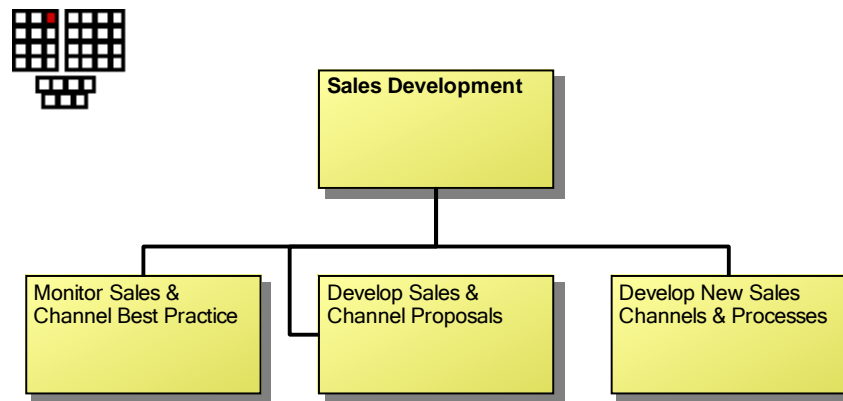 Sales Development
Monitor Sales &
Channel Best Practice
Develop Sales &
Channel Proposals
Develop New Sales
Channels & Processes